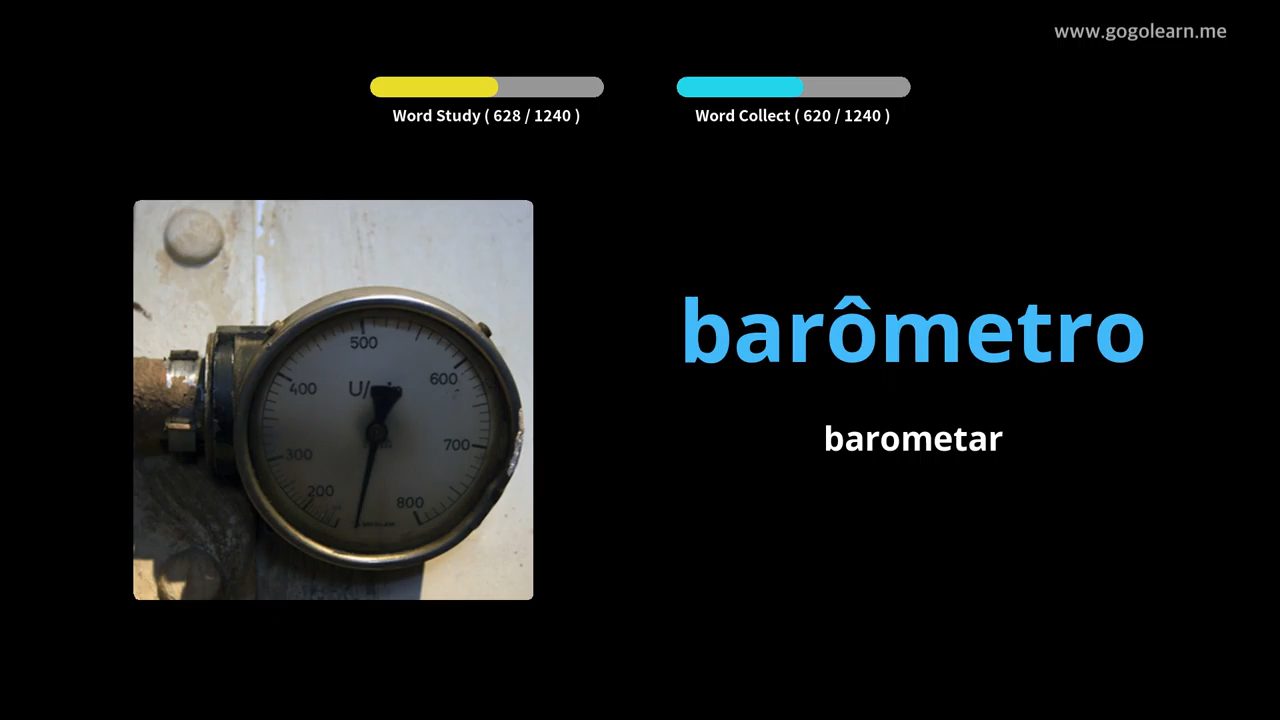 www.gogolearn.me
Word Study ( 628 / 1240 )
Word Collect ( 620 / 1240 )
barômetro
barometar
500
400
600
U/
300
700
200
800